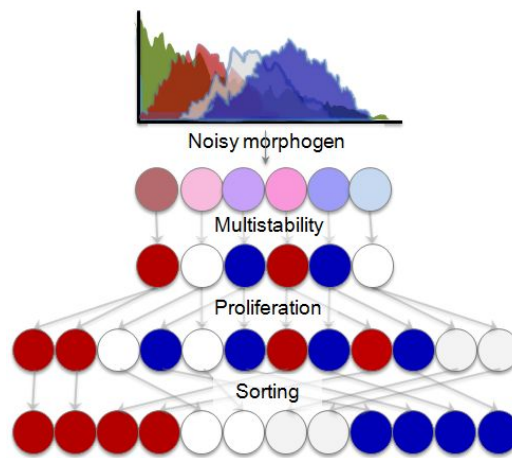 Noisy morphogen
Multistability
Proliferation
Sorting